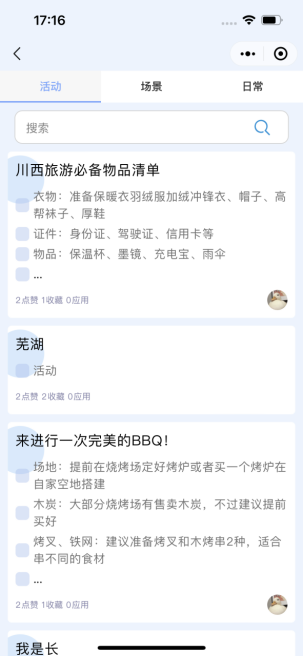 17:16
活动 场景 日常
搜索
川西旅游必备物品清单
衣物：准备保暖衣羽绒服加绒冲锋衣、帽子、高
帮袜子、厚鞋
证件：身份证、驾驶证、信用卡等
物品：保温杯、墨镜、充电宝、雨伞
...
2点赞 1收藏 0应用
芜湖
活动
2点赞 2收藏 0应用
来进行一次完美的BBQ！
场地：提前在烧烤场定好烤炉或者买一个烤炉在
自家空地搭建
木炭：大部分烧烤场有售卖木炭，不过建议提前
买好
烤叉、铁网：建议准备烤叉和木烤串2种，适合
串不同的食材
...
2点赞 1收藏 0应用
我是长